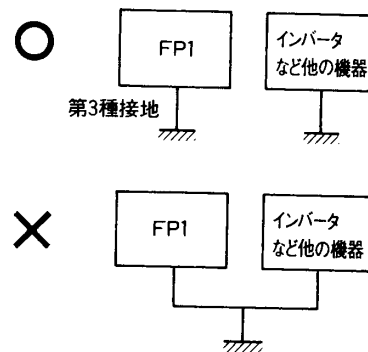 FP1
インバータ
など他の機器
第3種接地
FP1
インバータ
など他の機器